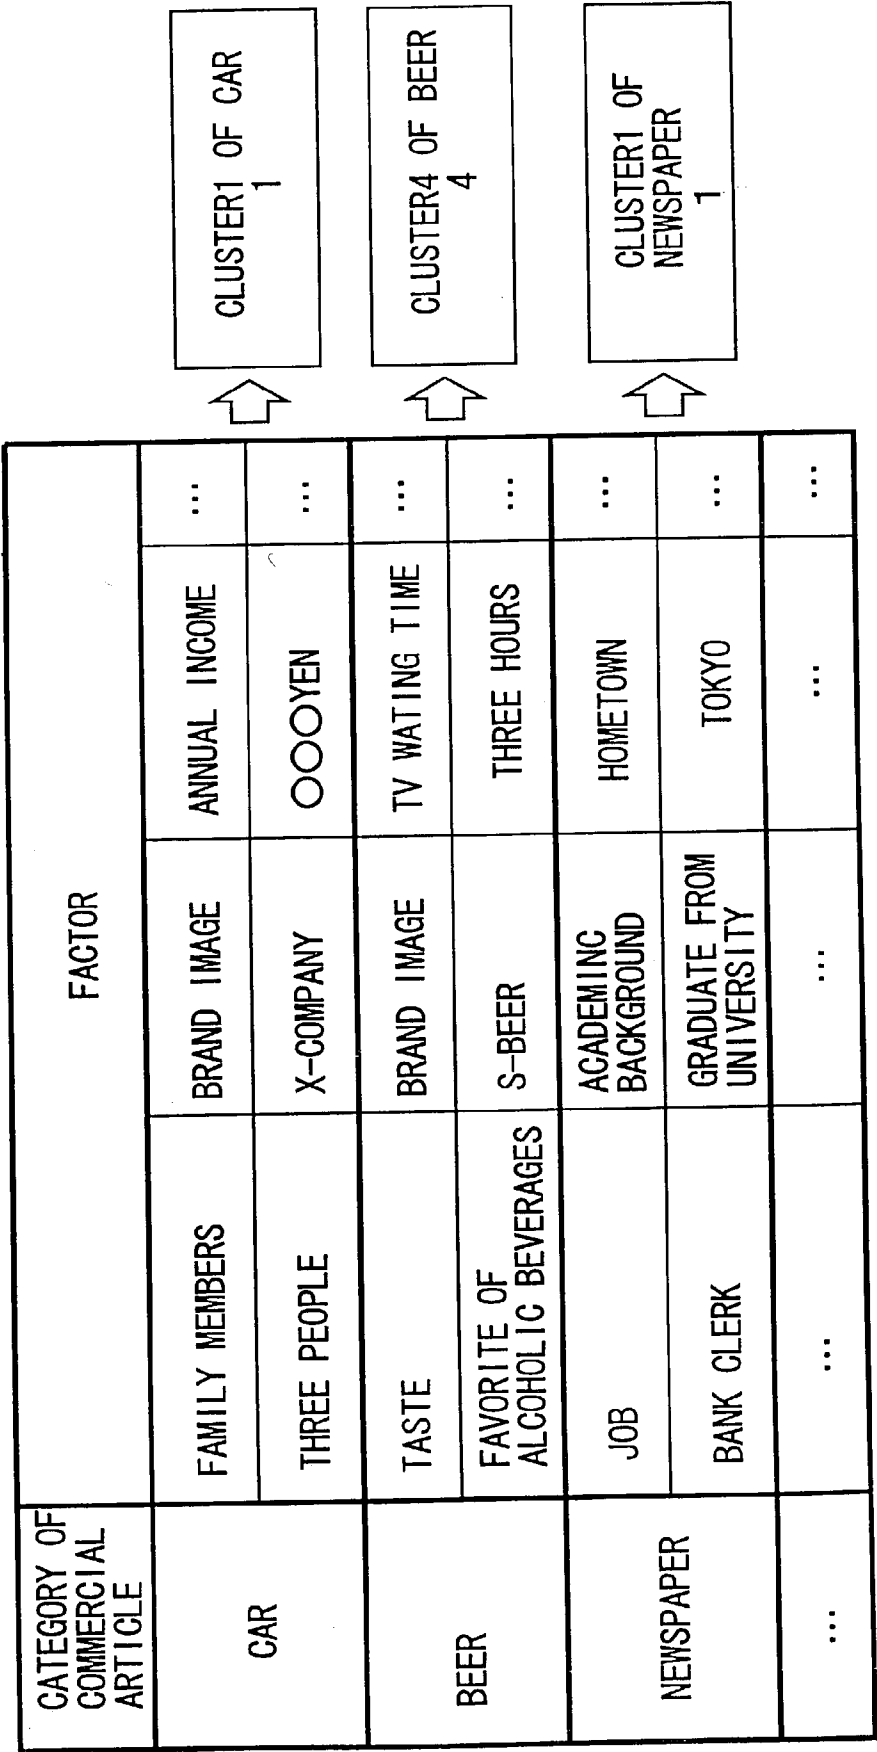 CATEGORY OF
COMMERCIAL
ARTICLE
FACTOR
CAR
FAMILY MEMBERS
BRAND IMAGE
ANNUAL INCOME
...
THREE PEOPLE
X-COMPANY
○○○YEN
...
CLUSTER1 OF CAR
1
BEER
TASTE
BRAND IMAGE
TV WATING TIME
...
FAVORITE OF
ALCOHOLIC BEVERAGES
S-BEER
THREE HOURS
...
CLUSTER4 OF BEER
4
NEWSPAPER
JOB
ACADEMINC
BACKGROUND
HOMETOWN
...
BANK CLERK
GRADUATE FROM
UNIVERSITY
TOKYO
...
CLUSTER1 OF
NEWSPAPER
1
...
...
...
...
...